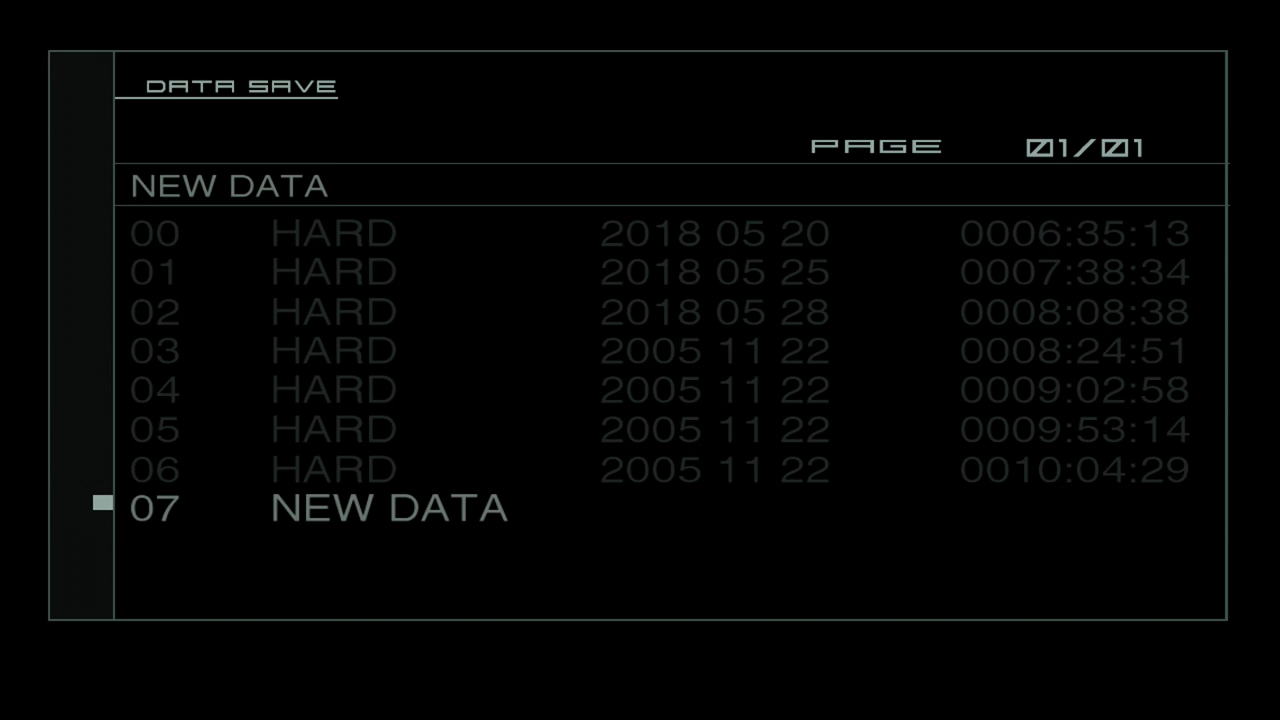 DATA SAVE
PAGE 01/01
NEW DATA
00 HARD 2018 05 20 0006:35:13
01 HARD 2018 05 25 0007:38:34
02 HARD 2018 05 28 0008:08:38
03 HARD 2005 11 22 0008:24:51
04 HARD 2005 11 22 0009:02:58
05 HARD 2005 11 22 0009:53:14
06 HARD 2005 11 22 0010:04:29
07 NEW DATA